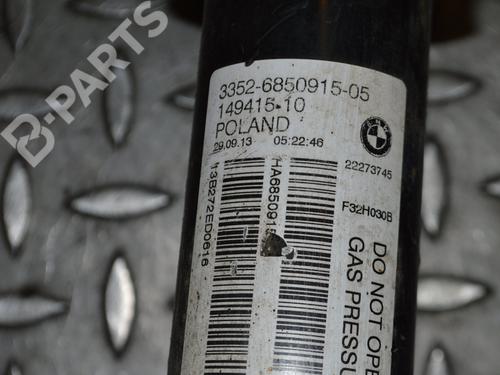 B-PARTS
3352-6850915-05
149415-10
POLAND
29.09.13 05:22:46
22273745
F32H030B
13B272ED0616
HA6850915
DO NOT OPE
GAS PRESSU